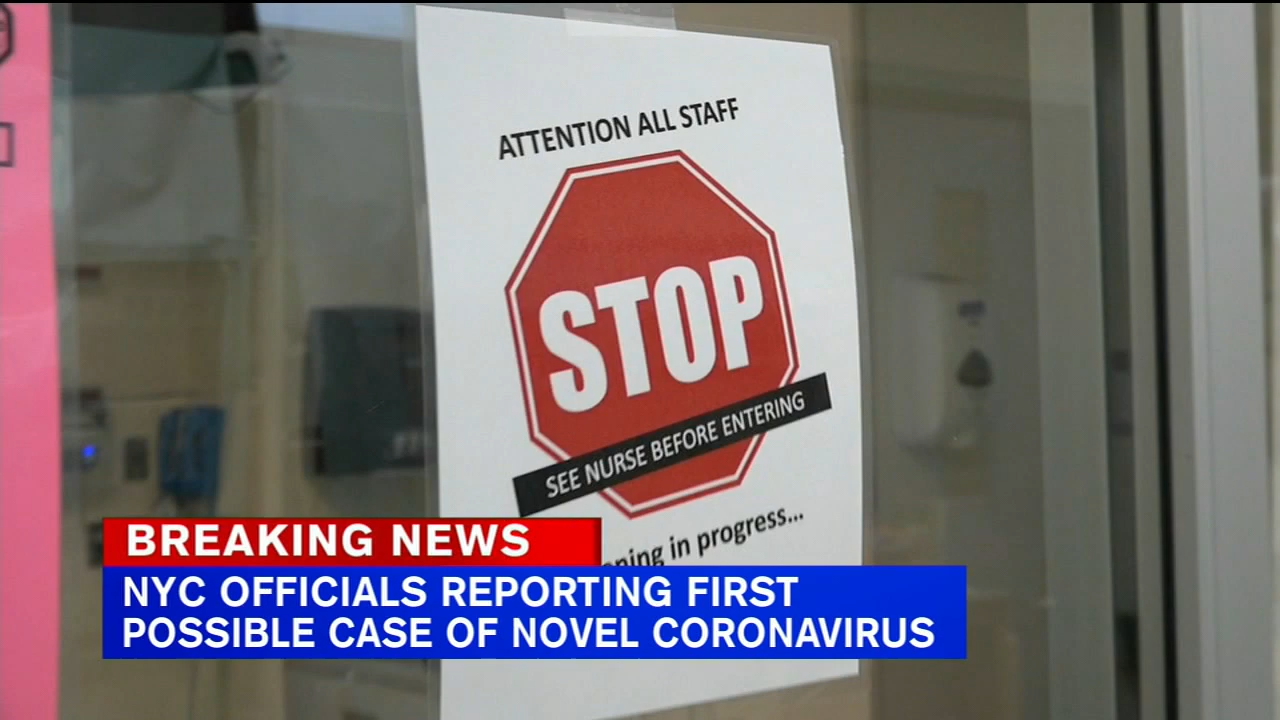 ATTENTION ALL STAFF
STOP
SEE NURSE BEFORE ENTERING
in progress...
BREAKING NEWS
NYC OFFICIALS REPORTING FIRST
POSSIBLE CASE OF NOVEL CORONAVIRUS